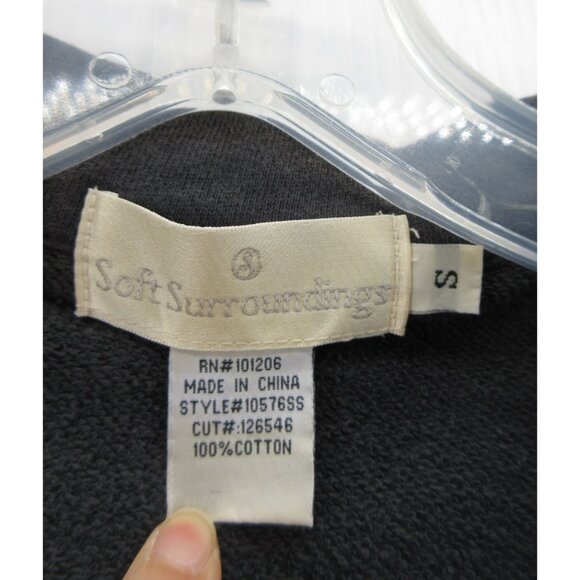 S
Soft Surroundings
S
RN#101206
MADE IN CHINA
STYLE#10576SS
CUT#:126546
100%COTTON